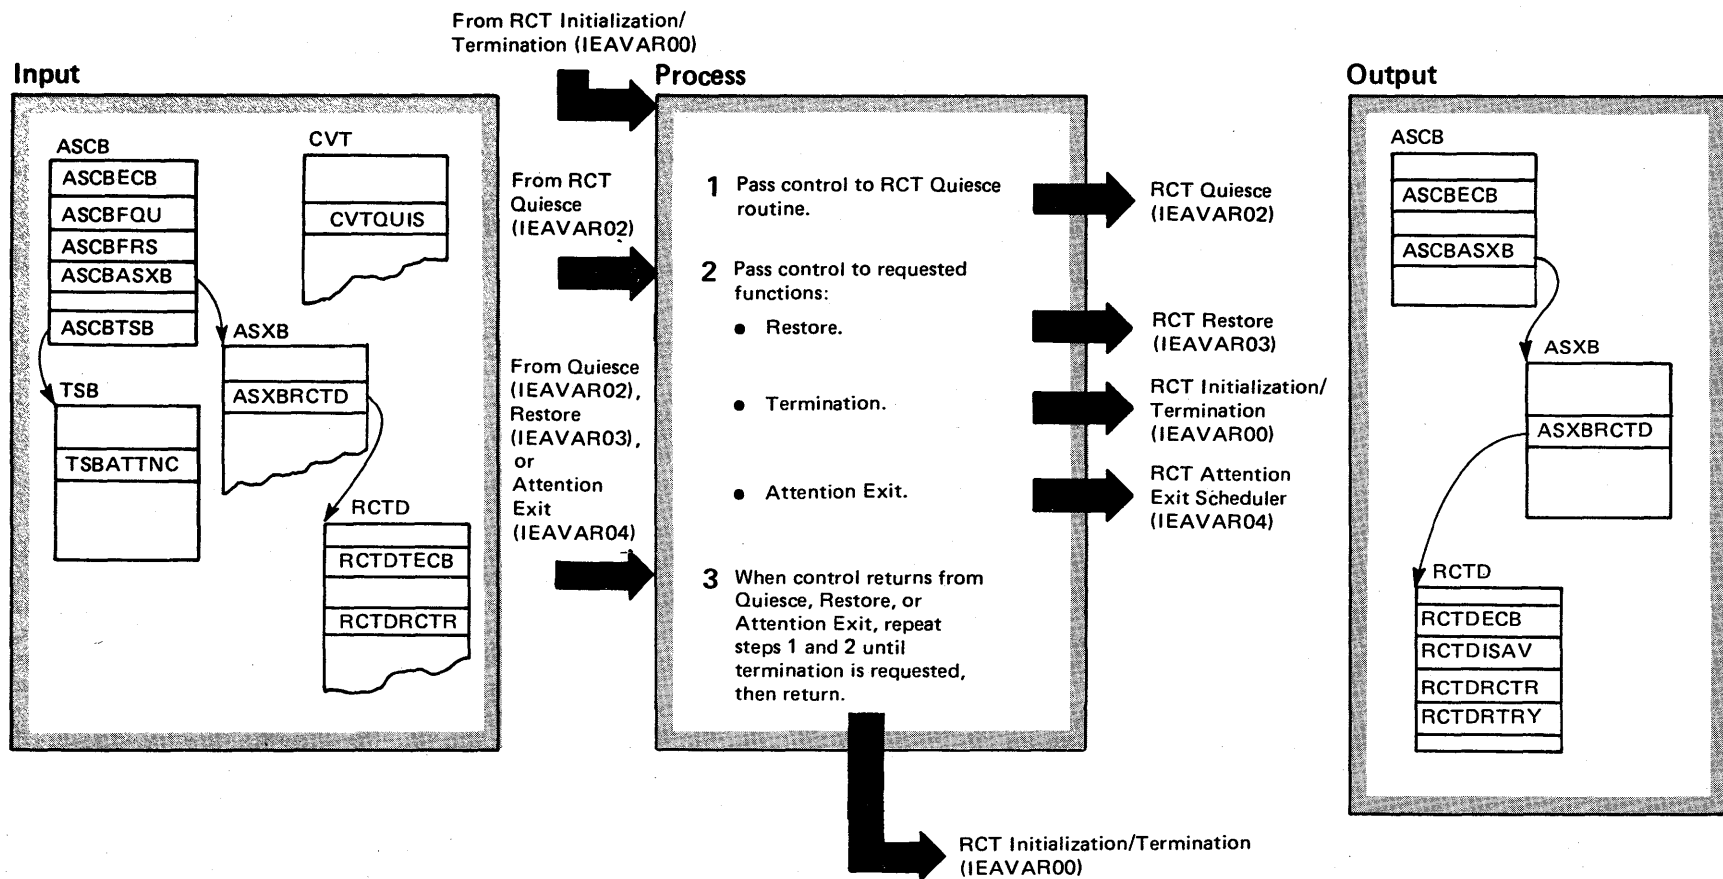 From RCT Initialization/
Termination (IEAVAR00)
Input
Process
Output
ASCB
ASCBECB
ASCBFQU
ASCBFRS
ASCBASXB
ASCBTSB
CVT
CVTQUIS
ASXB
ASXBRCTD
TSB
TSBATTNC
RCTD
RCTDTECB
RCTDRCTR
From RCT
Quiesce
(IEAVAR02)
From Quiesce
(IEAVAR02),
Restore
(IEAVAR03),
or
Attention
Exit
(IEAVAR04)
1 Pass control to RCT Quiesce
routine.
2 Pass control to requested
functions:
• Restore.
• Termination.
• Attention Exit.
3 When control returns from
Quiesce, Restore, or
Attention Exit, repeat
steps 1 and 2 until
termination is requested,
then return.
RCT Quiesce
(IEAVAR02)
RCT Restore
(IEAVAR03)
RCT Initialization/
Termination
(IEAVAR00)
RCT Attention
Exit Scheduler
(IEAVAR04)
RCT Initialization/Termination
(IEAVAR00)
ASCB
ASCBECB
ASCBASXB
ASXB
ASXBRCTD
RCTD
RCTDECB
RCTDISAV
RCTDRCTR
RCTDRTRY